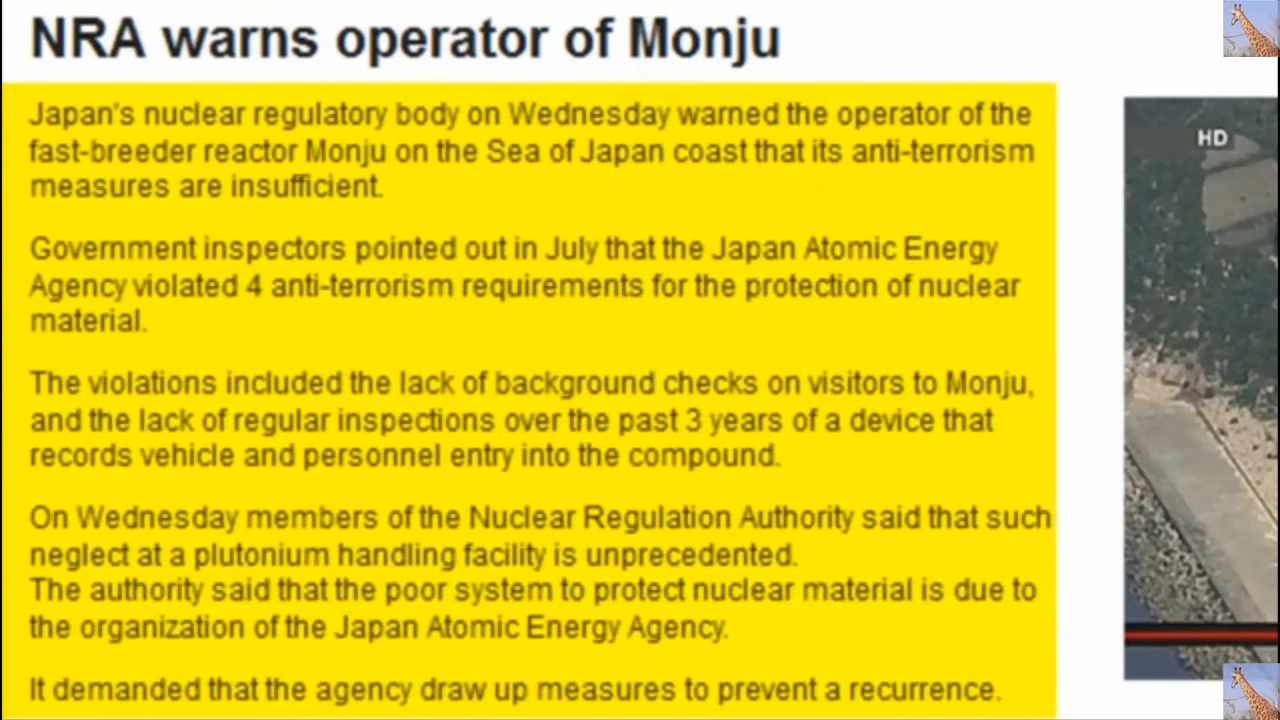 NRA warns operator of Monju
Japan's nuclear regulatory body on Wednesday warned the operator of the
fast-breeder reactor Monju on the Sea of Japan coast that its anti-terrorism
measures are insufficient.
Government inspectors pointed out in July that the Japan Atomic Energy
Agency violated 4 anti-terrorism requirements for the protection of nuclear
material.
The violations included the lack of background checks on visitors to Monju,
and the lack of regular inspections over the past 3 years of a device that
records vehicle and personnel entry into the compound.
On Wednesday members of the Nuclear Regulation Authority said that such
neglect at a plutonium handling facility is unprecedented.
The authority said that the poor system to protect nuclear material is due to
the organization of the Japan Atomic Energy Agency.
It demanded that the agency draw up measures to prevent a recurrence.
HD